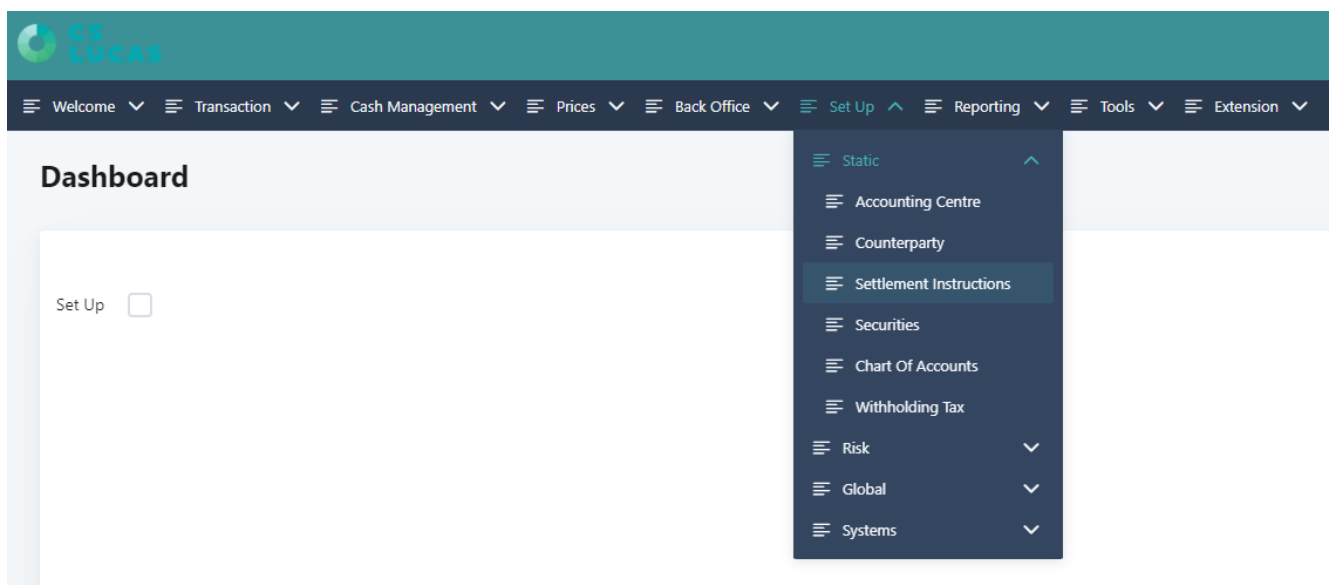 CS
LUCAS
Welcome Transaction Cash Management Prices Back Office Set Up Reporting Tools Extension
Dashboard
Set Up
Static
Accounting Centre
Counterparty
Settlement Instructions
Securities
Chart Of Accounts
Withholding Tax
Risk
Global
Systems